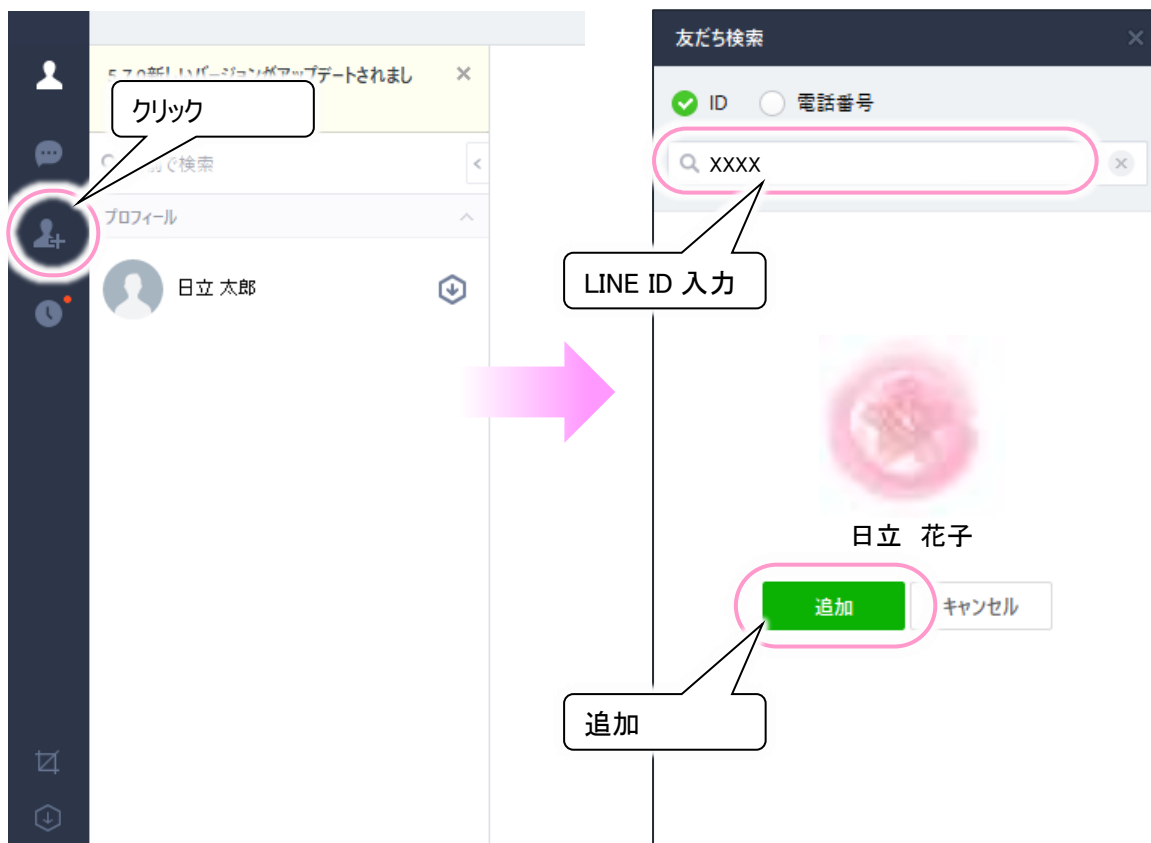 5.7.0新しいバージョンがアップデートされまし
クリック
で検索
プロフィール
日立 太郎
友だち検索
ID
電話番号
XXXX
LINE ID 入力
日立 花子
追加
キャンセル
追加